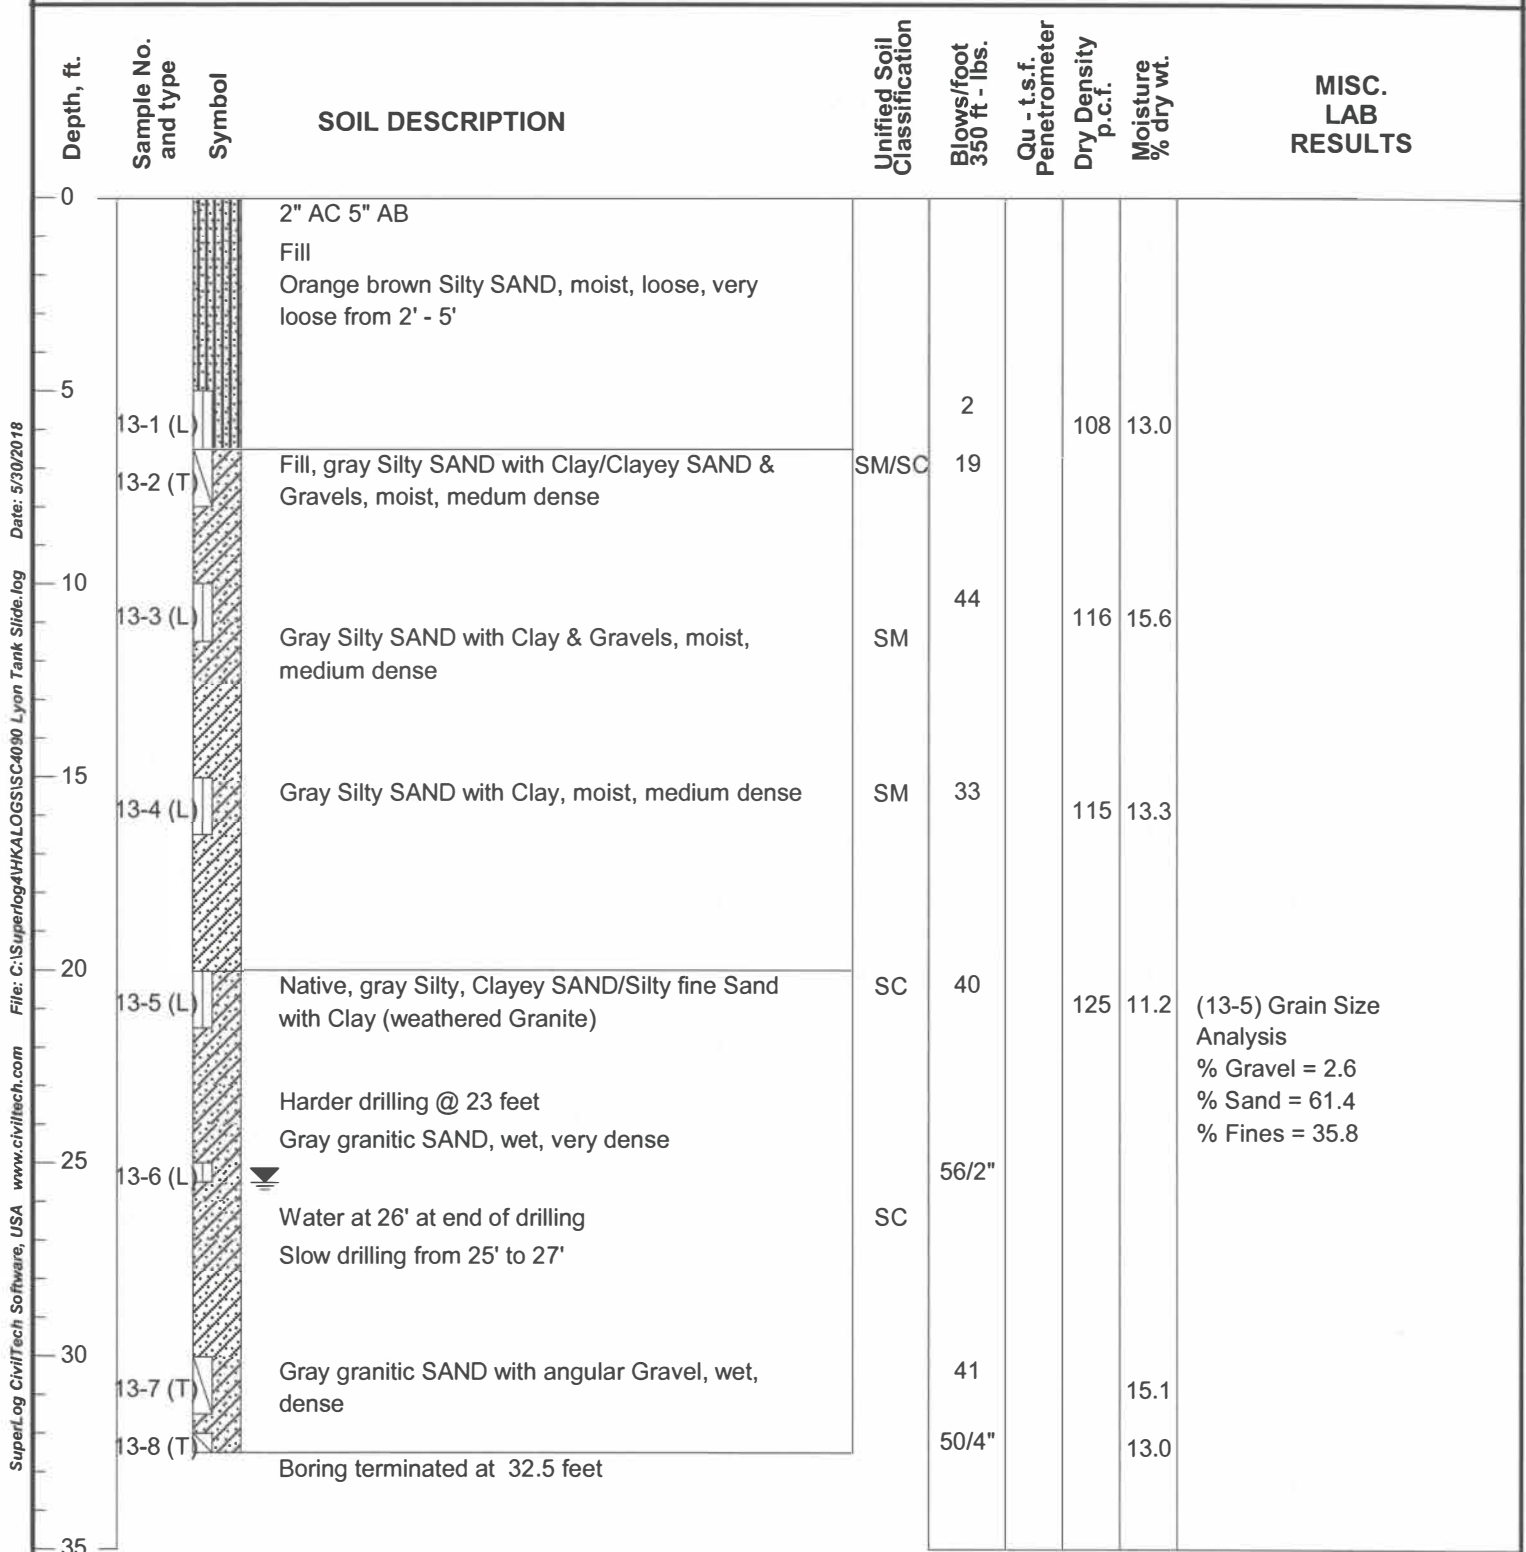 Depth, ft.
Sample No.
and type
Symbol
SOIL DESCRIPTION
Unified Soil
Classification
Blows/foot
350 ft - lbs.
Qu - t.s.f.
Penetrometer
Dry Density
p.c.f.
Moisture
% dry wt.
MISC.
LAB
RESULTS
0
2" AC 5" AB
Fill
Orange brown Silty SAND, moist, loose, very
loose from 2' - 5'
5
13-1 (L)
2
108 13.0
13-2 (T)
Fill, gray Silty SAND with Clay/Clayey SAND &
Gravels, moist, medum dense
SM/SC
19
10
13-3 (L)
44
116 15.6
Gray Silty SAND with Clay & Gravels, moist,
medium dense
SM
15
13-4 (L)
Gray Silty SAND with Clay, moist, medium dense
SM
33
115 13.3
20
13-5 (L)
Native, gray Silty, Clayey SAND/Silty fine Sand
with Clay (weathered Granite)
SC
40
125 11.2
(13-5) Grain Size
Analysis
% Gravel = 2.6
% Sand = 61.4
% Fines = 35.8
Harder drilling @ 23 feet
Gray granitic SAND, wet, very dense
25
13-6 (L)
56/2"
Water at 26' at end of drilling
SC
Slow drilling from 25' to 27'
30
13-7 (T)
Gray granitic SAND with angular Gravel, wet,
dense
41
15.1
13-8 (T)
50/4"
13.0
Boring terminated at 32.5 feet
35
SuperLog CivilTech Software, USA www.civiltech.com File: C:\Superlog4\HKALOGS\SC4090 Lyon Tank Slide.log Date: 5/30/2018